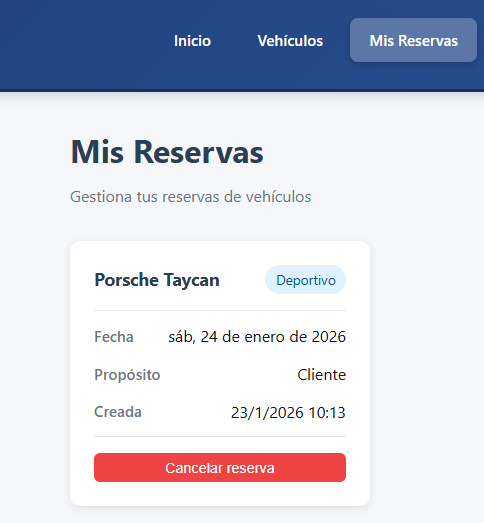 Inicio Vehículos Mis Reservas
Mis Reservas
Gestiona tus reservas de vehículos
Porsche Taycan Deportivo
Fecha sáb, 24 de enero de 2026
Propósito Cliente
Creada 23/1/2026 10:13
Cancelar reserva